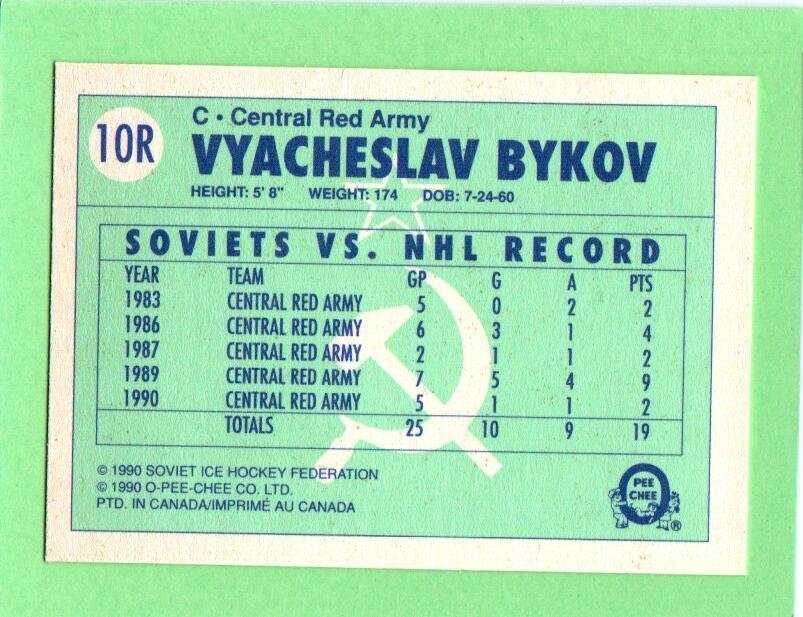 10R
C • Central Red Army
VYACHESLAV BYKOV
HEIGHT: 5' 8" WEIGHT: 174 DOB: 7-24-60
SOVIETS VS. NHL RECORD
YEAR TEAM GP G A PTS
1983 CENTRAL RED ARMY 5 0 2 2
1986 CENTRAL RED ARMY 6 3 1 4
1987 CENTRAL RED ARMY 2 1 1 2
1989 CENTRAL RED ARMY 7 5 4 9
1990 CENTRAL RED ARMY 5 1 1 2
TOTALS 25 10 9 19
© 1990 SOVIET ICE HOCKEY FEDERATION
© 1990 O-PEE-CHEE CO. LTD.
PTD. IN CANADA/IMPRIMÉ AU CANADA
PEE
CHEE
®